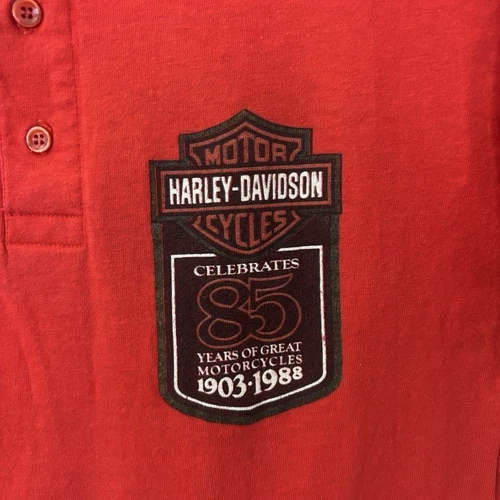 MOTOR
HARLEY-DAVIDSON
CYCLES
CELEBRATES
85
YEARS OF GREAT
MOTORCYCLES
1903·1988